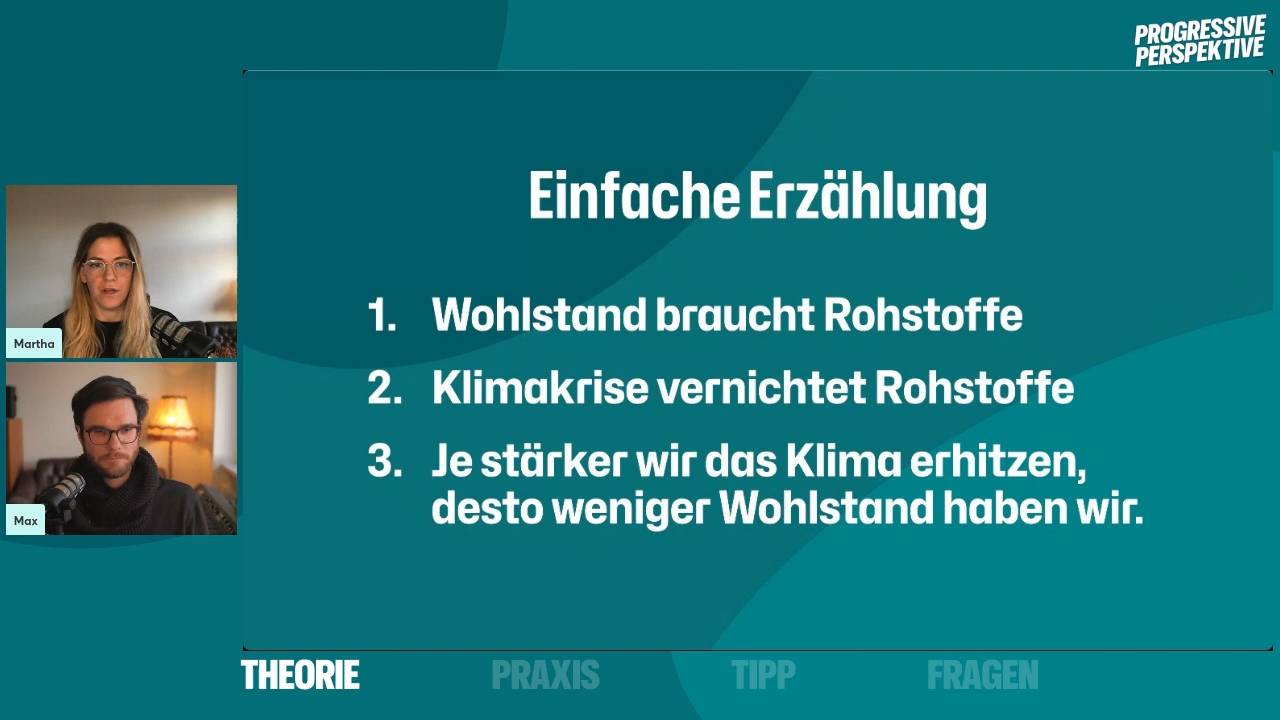 PROGRESSIVE
PERSPEKTIVE
Einfache Erzählung
1. Wohlstand braucht Rohstoffe
2. Klimakrise vernichtet Rohstoffe
3. Je stärker wir das Klima erhitzen,
desto weniger Wohlstand haben wir.
Martha
Max
THEORIE PRAXIS TIPP FRAGEN